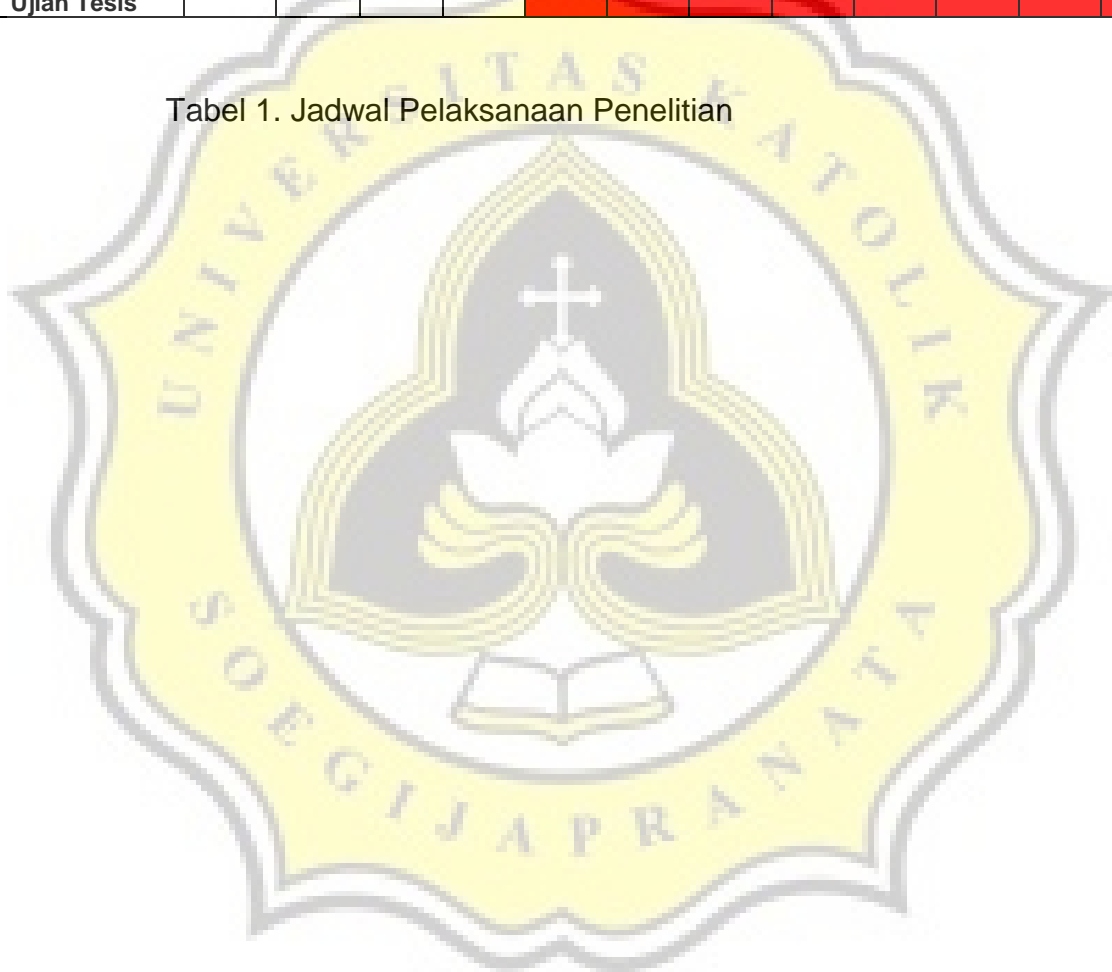 Ujian Tesis
Tabel 1. Jadwal Pelaksanaan Penelitian
UNIVERSITAS KATOLIK
SOEGIJAPRANATA